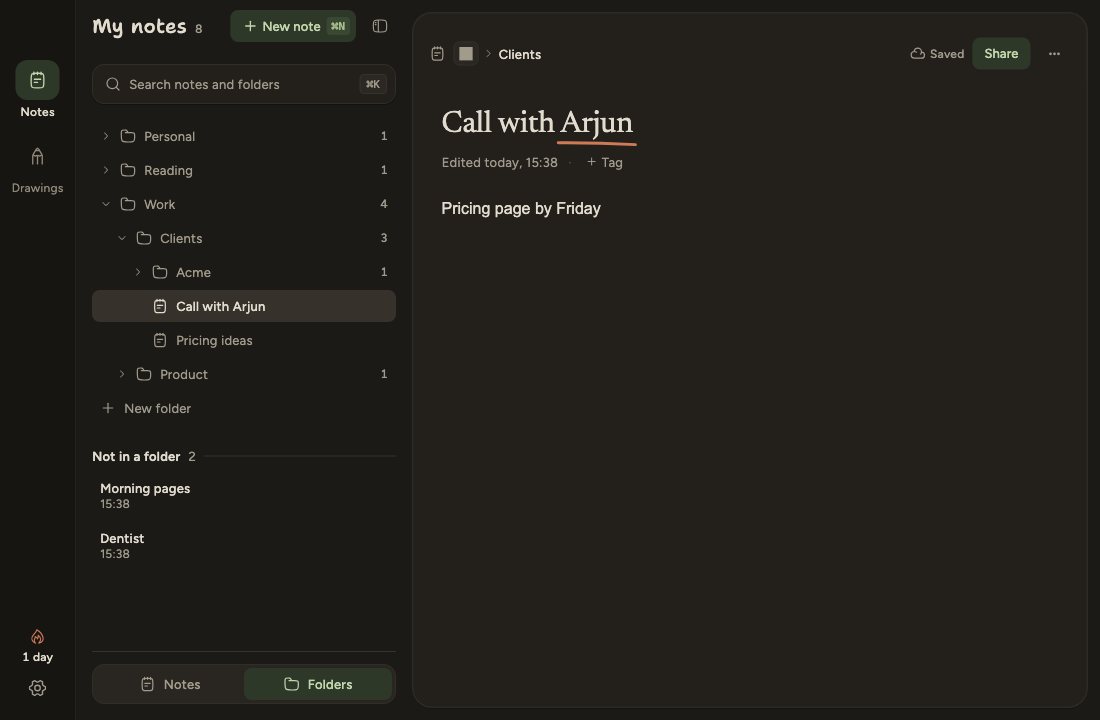 My notes 8
+ New note ⌘N
Notes
Drawings
Search notes and folders ⌘K
Personal 1
Reading 1
Work 4
Clients 3
Acme 1
Call with Arjun
Pricing ideas
Product 1
+ New folder
Not in a folder 2
Morning pages
15:38
Dentist
15:38
1 day
Notes
Folders
Clients
Saved
Share
Call with Arjun
Edited today, 15:38 · + Tag
Pricing page by Friday